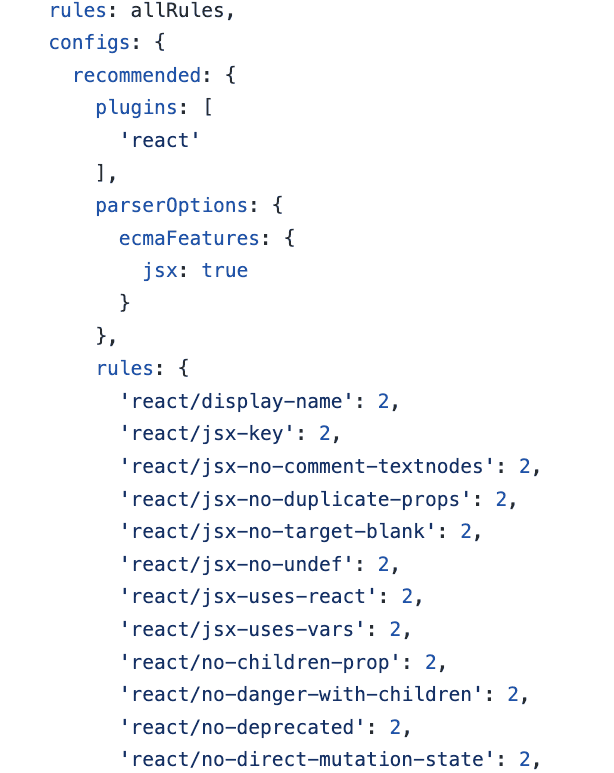 rules: allRules,
configs: {
recommended: {
plugins: [
'react'
],
parserOptions: {
ecmaFeatures: {
jsx: true
}
},
rules: {
'react/display-name': 2,
'react/jsx-key': 2,
'react/jsx-no-comment-textnodes': 2,
'react/jsx-no-duplicate-props': 2,
'react/jsx-no-target-blank': 2,
'react/jsx-no-undef': 2,
'react/jsx-uses-react': 2,
'react/jsx-uses-vars': 2,
'react/no-children-prop': 2,
'react/no-danger-with-children': 2,
'react/no-deprecated': 2,
'react/no-direct-mutation-state': 2,